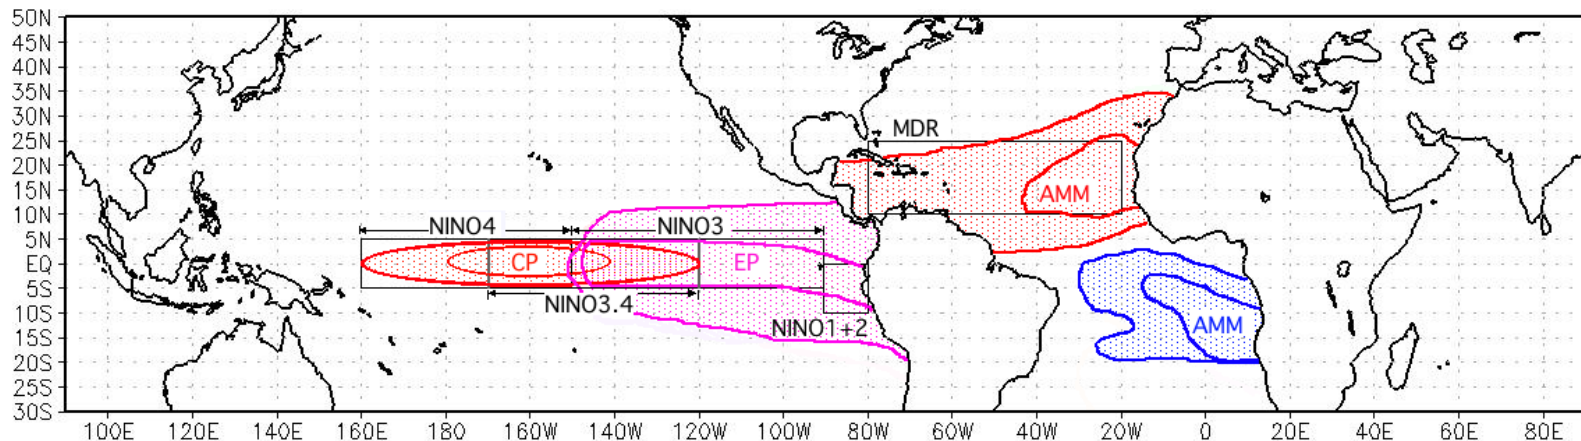 50N
45N
40N
35N
30N
25N
MDR
20N
15N
AMM
10N
NINO4 NINO3
5N
EQ
CP EP
5S
NINO3.4
10S
NINO1+2 AMM
15S
20S
25S
30S
100E 120E 140E 160E 180 160W 140W 120W 100W 80W 60W 40W 20W 0 20E 40E 60E 80E